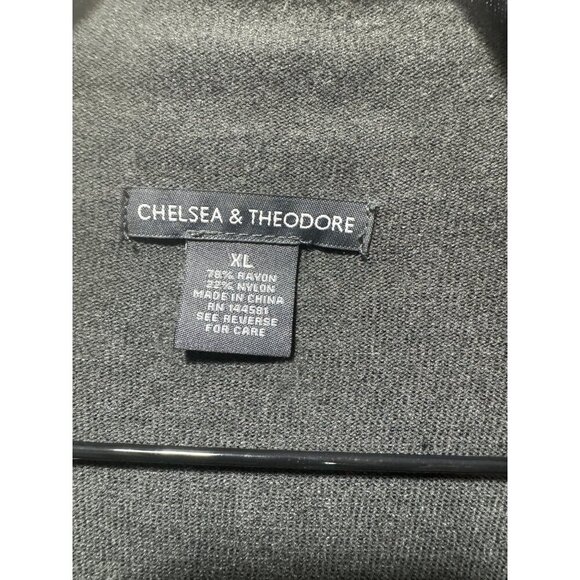 CHELSEA & THEODORE
XL
78% RAYON
22% NYLON
MADE IN CHINA
RN 144581
SEE REVERSE
FOR CARE